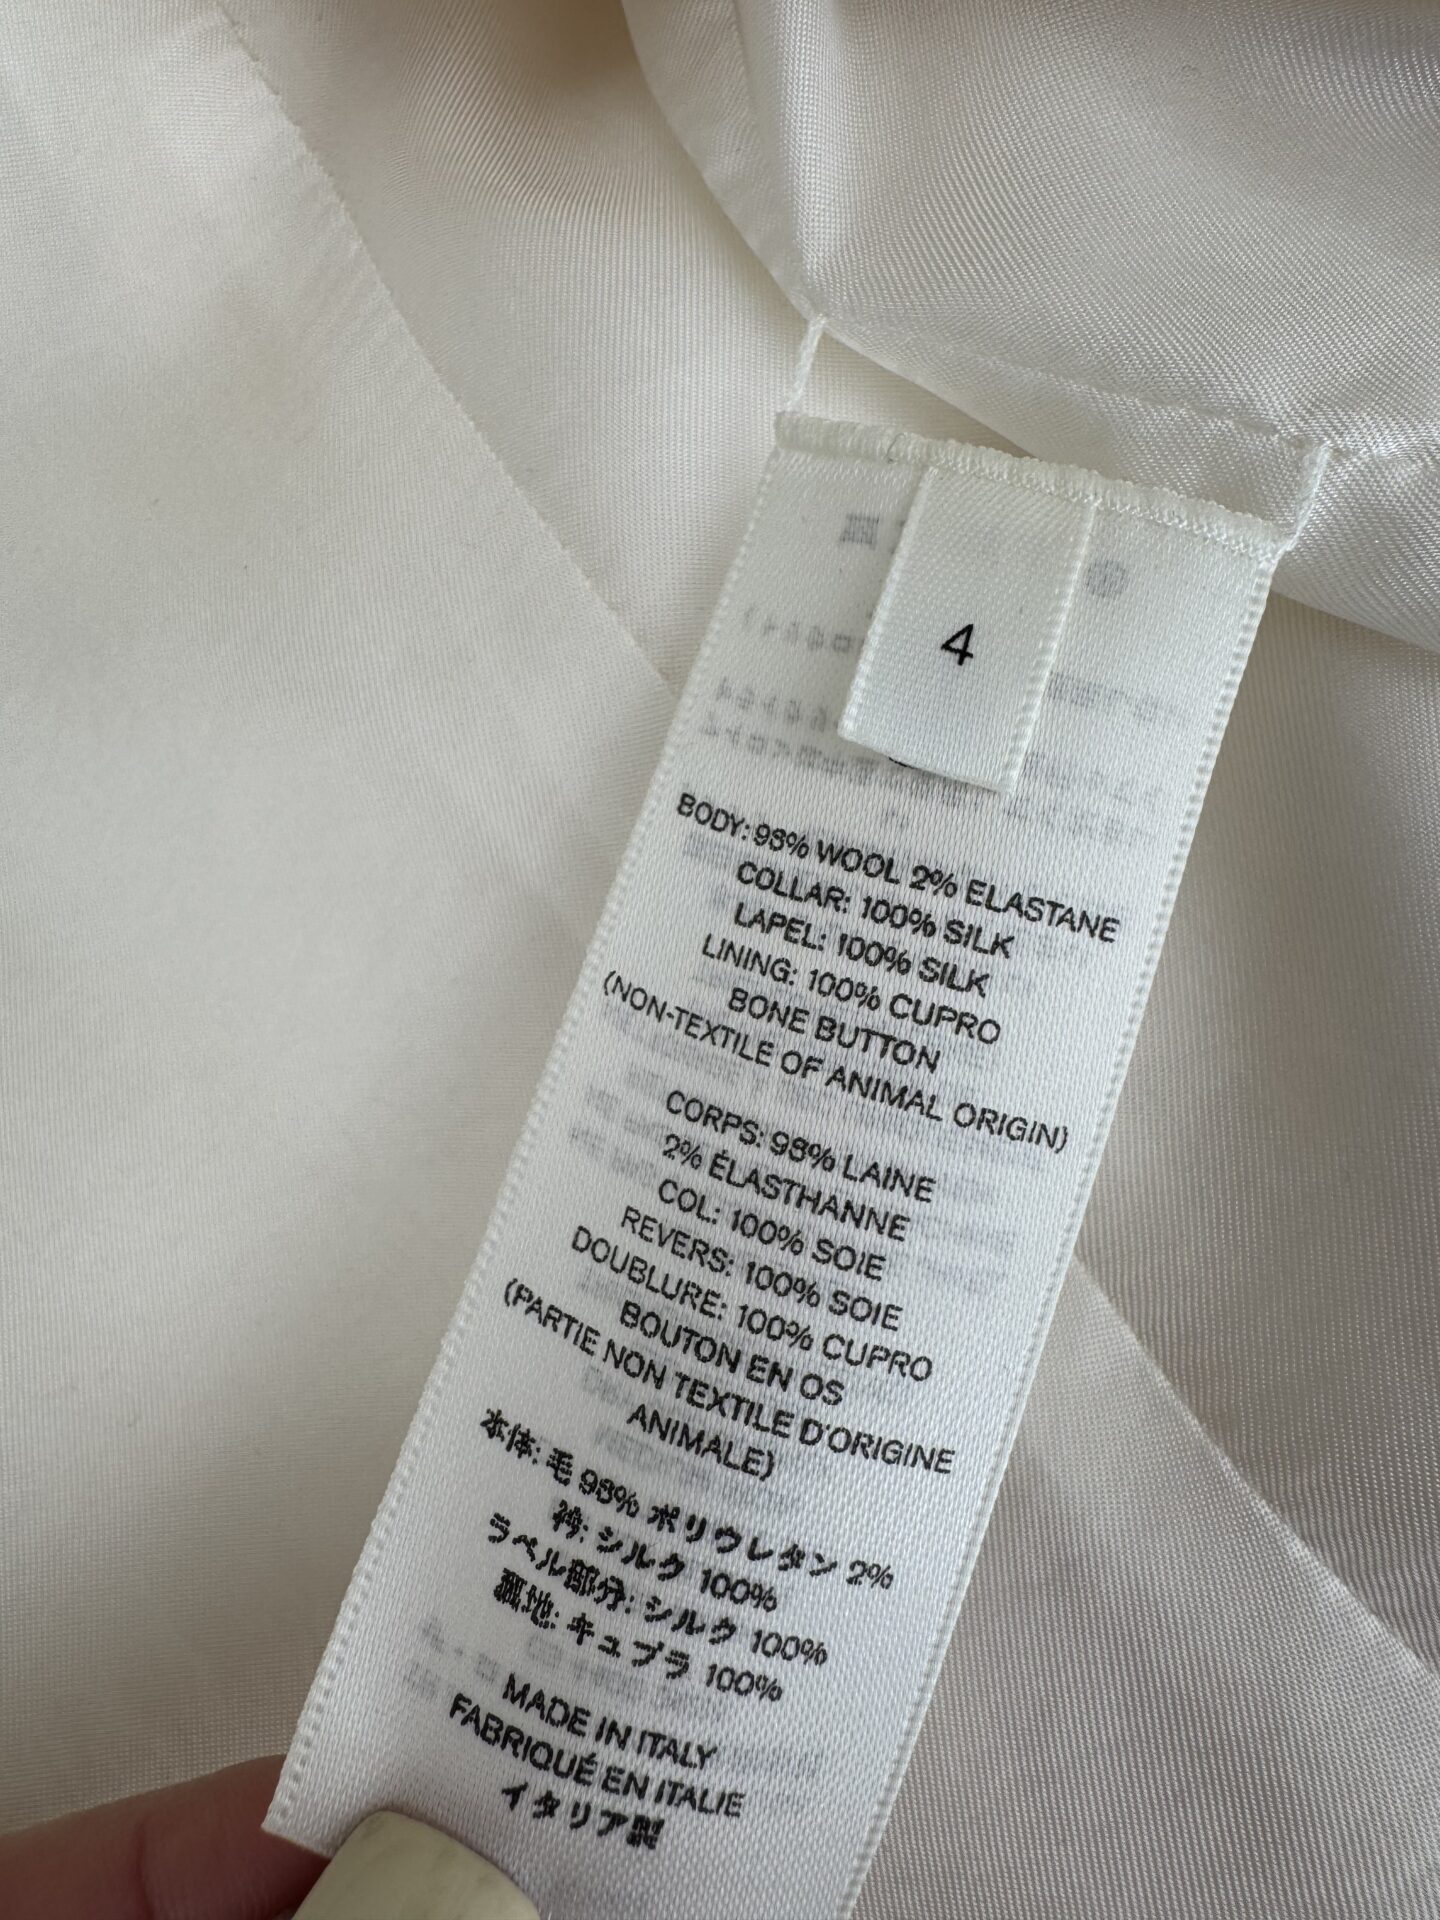 4
BODY: 98% WOOL 2% ELASTANE
COLLAR: 100% SILK
LAPEL: 100% SILK
LINING: 100% CUPRO
BONE BUTTON
(NON-TEXTILE OF ANIMAL ORIGIN)
CORPS: 98% LAINE
2% ÉLASTHANNE
COL: 100% SOIE
REVERS: 100% SOIE
DOUBLURE: 100% CUPRO
BOUTON EN OS
(PARTIE NON TEXTILE D'ORIGINE
ANIMALE)
本体: 毛 98% ポリウレタン 2%
衿: シルク 100%
ラペル部分: シルク 100%
裏地: キュプラ 100%
MADE IN ITALY
FABRIQUÉ EN ITALIE
イタリア製